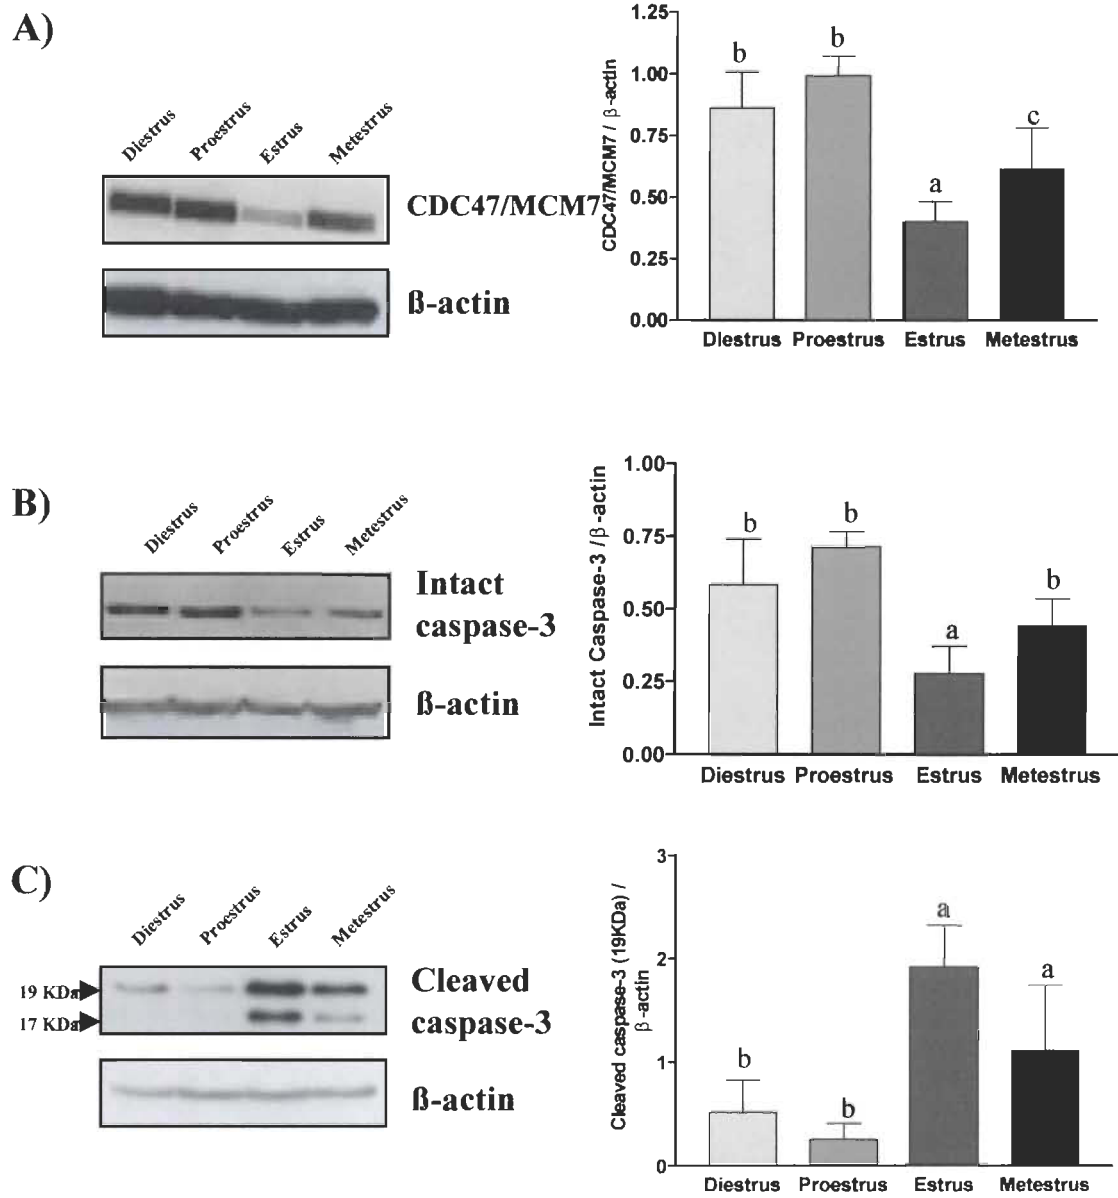 A)
Diestrus
Proestrus
Estrus
Metestrus
CDC47/MCM7
ß-actin
CDC47/MCM7 / β-actin
1.25
1.00
0.75
0.50
0.25
0.00
b
b
a
c
Diestrus Proestrus Estrus Metestrus
B)
Diestrus
Proestrus
Estrus
Metestrus
Intact
caspase-3
ß-actin
Intact Caspase-3 /β-actin
1.00
0.75
0.50
0.25
0.00
b
b
a
b
Diestrus Proestrus Estrus Metestrus
C)
Diestrus
Proestrus
Estrus
Metestrus
19 KDa
17 KDa
Cleaved
caspase-3
ß-actin
Cleaved caspase-3 (19KDa) /
β-actin
3
2
1
0
b
b
a
a
Diestrus Proestrus Estrus Metestrus